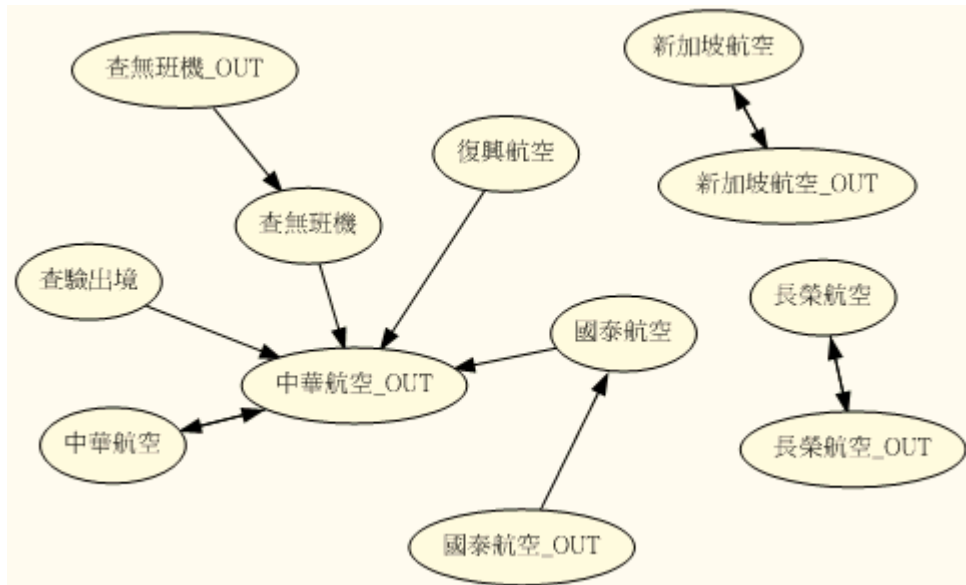 新加坡航空
查無班機_OUT
復興航空
新加坡航空_OUT
查無班機
查驗出境
長榮航空
國泰航空
中華航空_OUT
中華航空
長榮航空_OUT
國泰航空_OUT